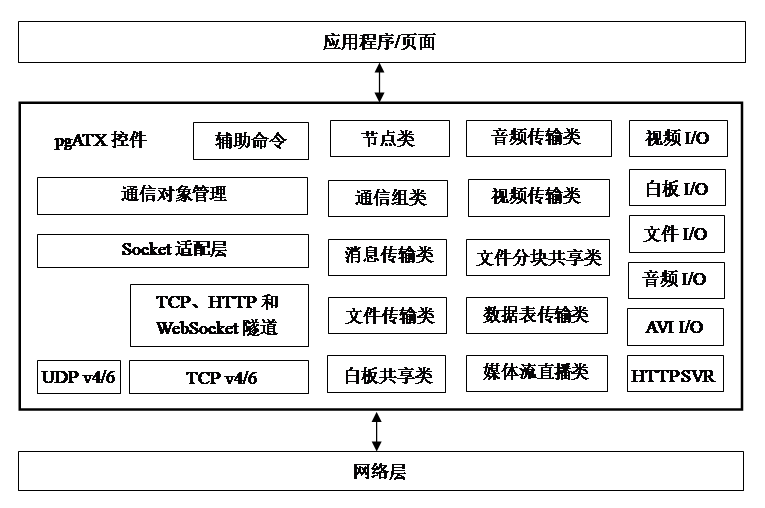 应用程序/页面
pgATX 控件
辅助命令
节点类
音频传输类
视频 I/O
通信对象管理
通信组类
视频传输类
白板 I/O
Socket 适配层
消息传输类
文件分块共享类
文件 I/O
音频 I/O
TCP、HTTP 和
WebSocket 隧道
文件传输类
数据表传输类
AVI I/O
UDP v4/6
TCP v4/6
白板共享类
媒体流直播类
HTTPSVR
网络层